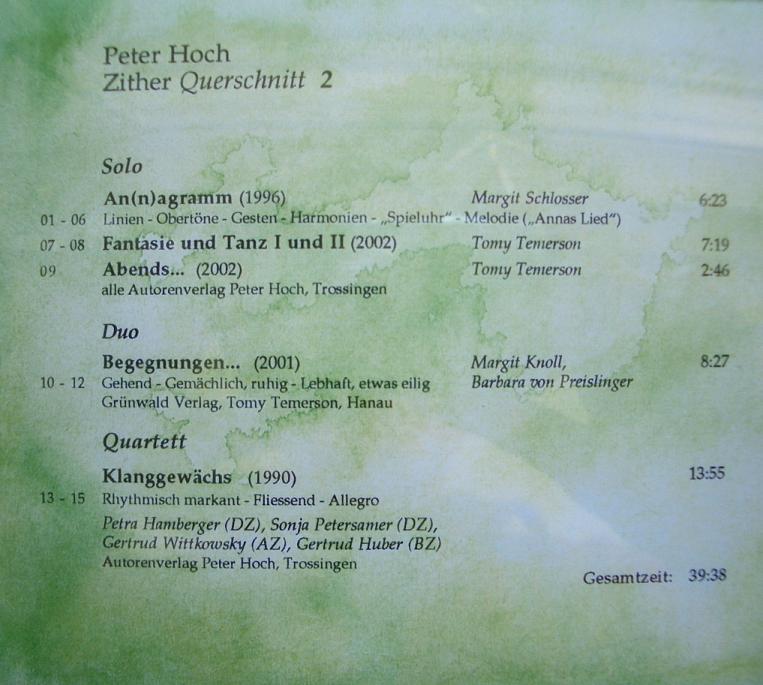 Peter Hoch
Zither Querschnitt 2
Solo
An(n)agramm (1996) Margit Schlosser 6:23
01 - 06 Linien - Obertöne - Gesten - Harmonien - „Spieluhr" - Melodie („Annas Lied")
07 - 08 Fantasie und Tanz I und II (2002) Tomy Temerson 7:19
09 Abends... (2002) Tomy Temerson 2:46
alle Autorenverlag Peter Hoch, Trossingen
Duo
Begegnungen... (2001) Margit Knoll, 8:27
10 - 12 Gehend - Gemächlich, ruhig - Lebhaft, etwas eilig Barbara von Preislinger
Grünwald Verlag, Tomy Temerson, Hanau
Quartett
Klanggewächs (1990) 13:55
13 - 15 Rhythmisch markant - Fliessend - Allegro
Petra Hamberger (DZ), Sonja Petersamer (DZ),
Gertrud Wittkowsky (AZ), Gertrud Huber (BZ)
Autorenverlag Peter Hoch, Trossingen
Gesamtzeit: 39:38